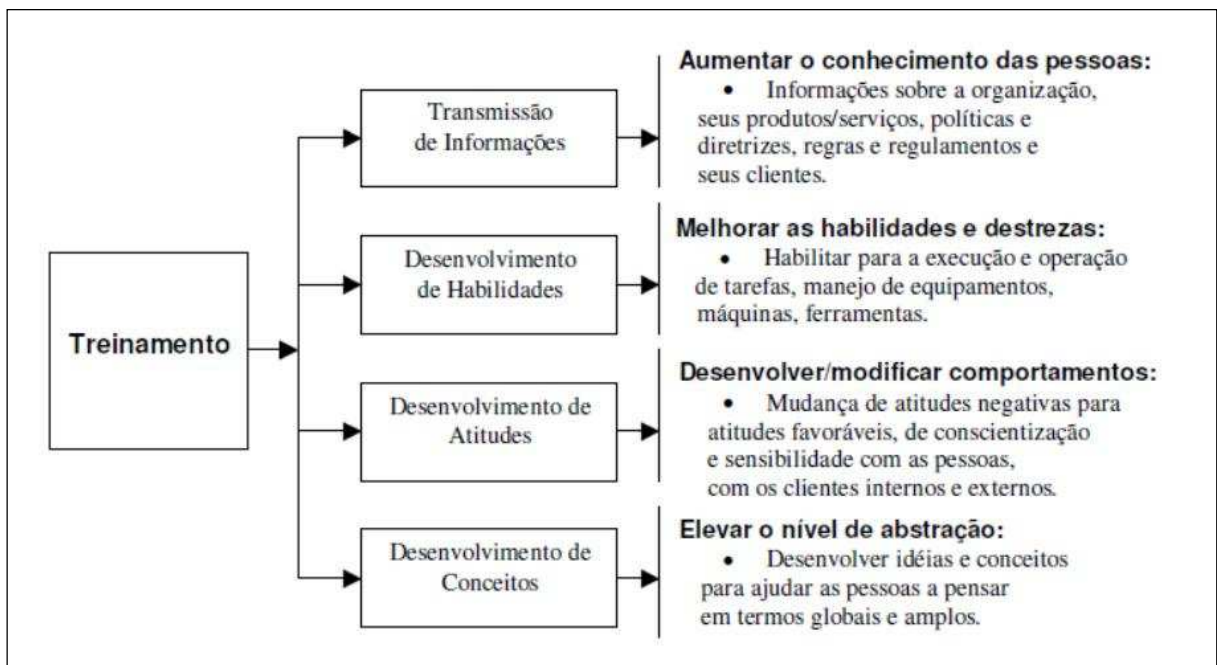 Treinamento
Transmissão
de Informações
Aumentar o conhecimento das pessoas:
• Informações sobre a organização,
seus produtos/serviços, políticas e
diretrizes, regras e regulamentos e
seus clientes.
Desenvolvimento
de Habilidades
Melhorar as habilidades e destrezas:
• Habilitar para a execução e operação
de tarefas, manejo de equipamentos,
máquinas, ferramentas.
Desenvolvimento de
Atitudes
Desenvolver/modificar comportamentos:
• Mudança de atitudes negativas para
atitudes favoráveis, de conscientização
e sensibilidade com as pessoas,
com os clientes internos e externos.
Desenvolvimento de
Conceitos
Elevar o nível de abstração:
• Desenvolver idéias e conceitos
para ajudar as pessoas a pensar
em termos globais e amplos.